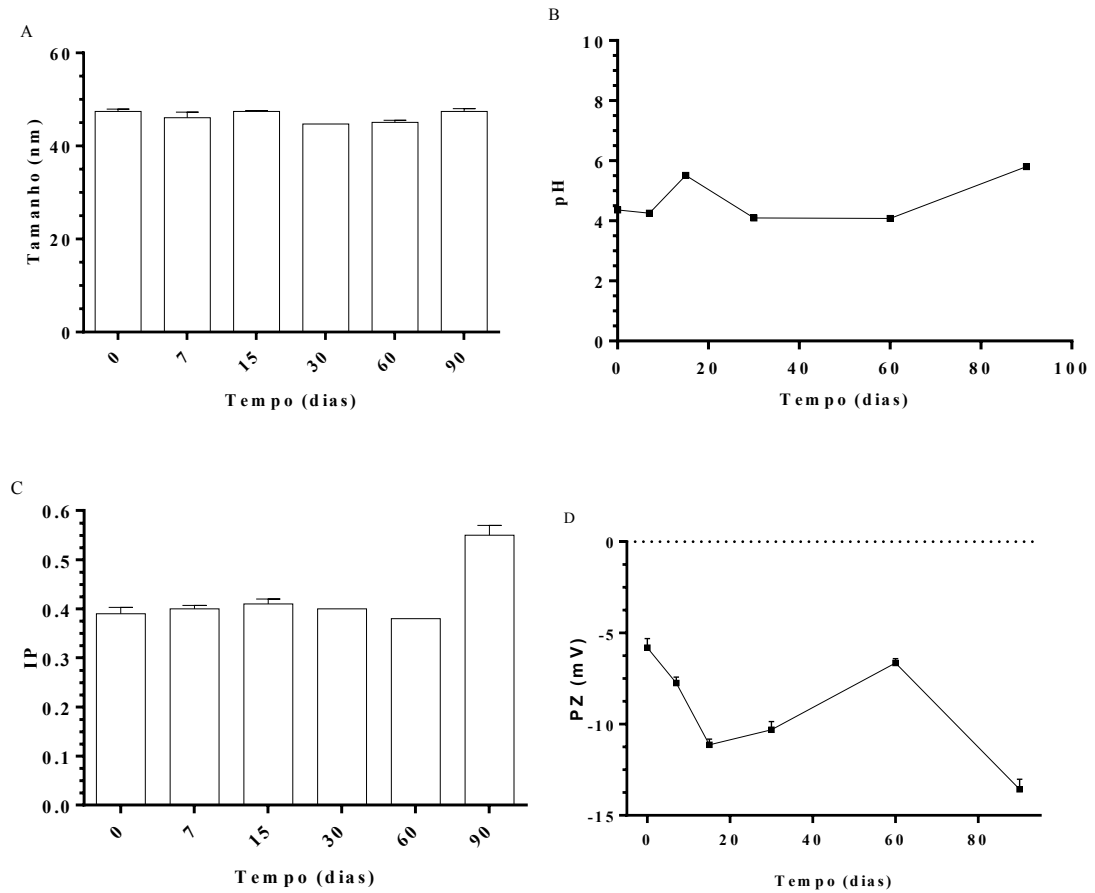 A
Tamanho (nm)
60
40
20
0
0 7 15 30 60 90
Tempo (dias)
B
pH
10
8
6
4
2
0
0 20 40 60 80 100
Tempo (dias)
C
IP
0.6
0.5
0.4
0.3
0.2
0.1
0.0
0 7 15 30 60 90
Tempo (dias)
D
PZ (mV)
0
-5
-10
-15
0 20 40 60 80
Tempo (dias)